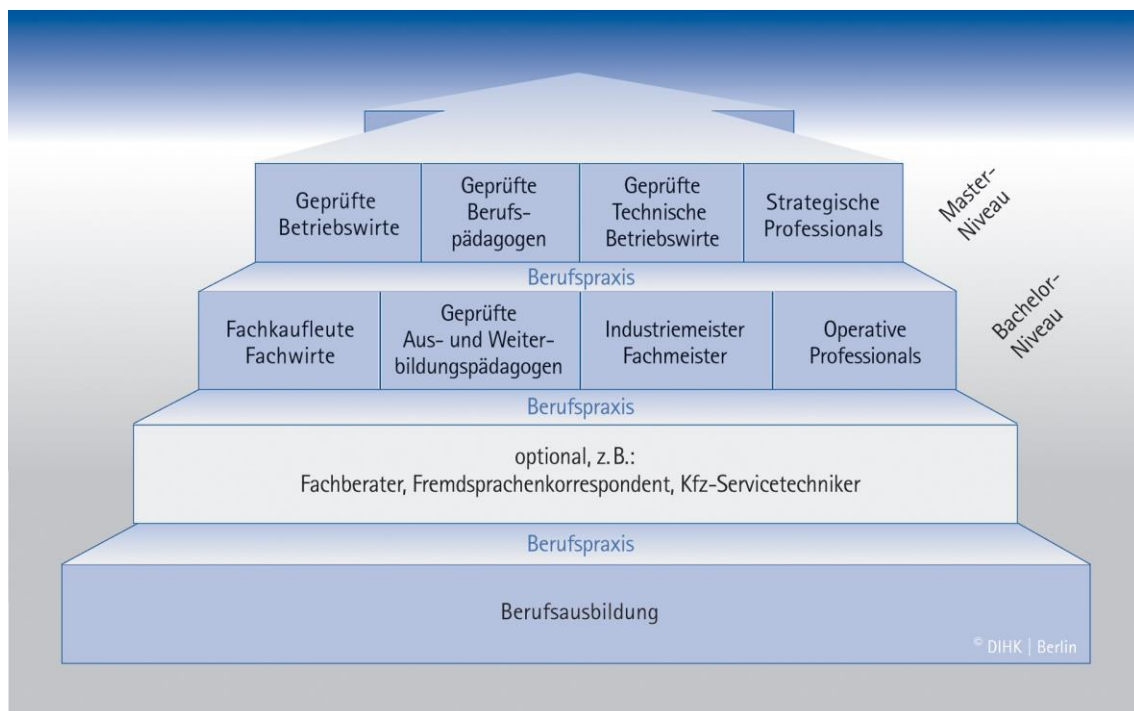 Geprüfte
Betriebswirte
Geprüfte
Berufs-
pädagogen
Geprüfte
Technische
Betriebswirte
Strategische
Professionals
Master-
Niveau
Berufspraxis
Fachkaufleute
Fachwirte
Geprüfte
Aus- und Weiter-
bildungspädagogen
Industriemeister
Fachmeister
Operative
Professionals
Bachelor-
Niveau
Berufspraxis
optional, z.B.:
Fachberater, Fremdsprachenkorrespondent, Kfz-Servicetechniker
Berufspraxis
Berufsausbildung
© DIHK | Berlin